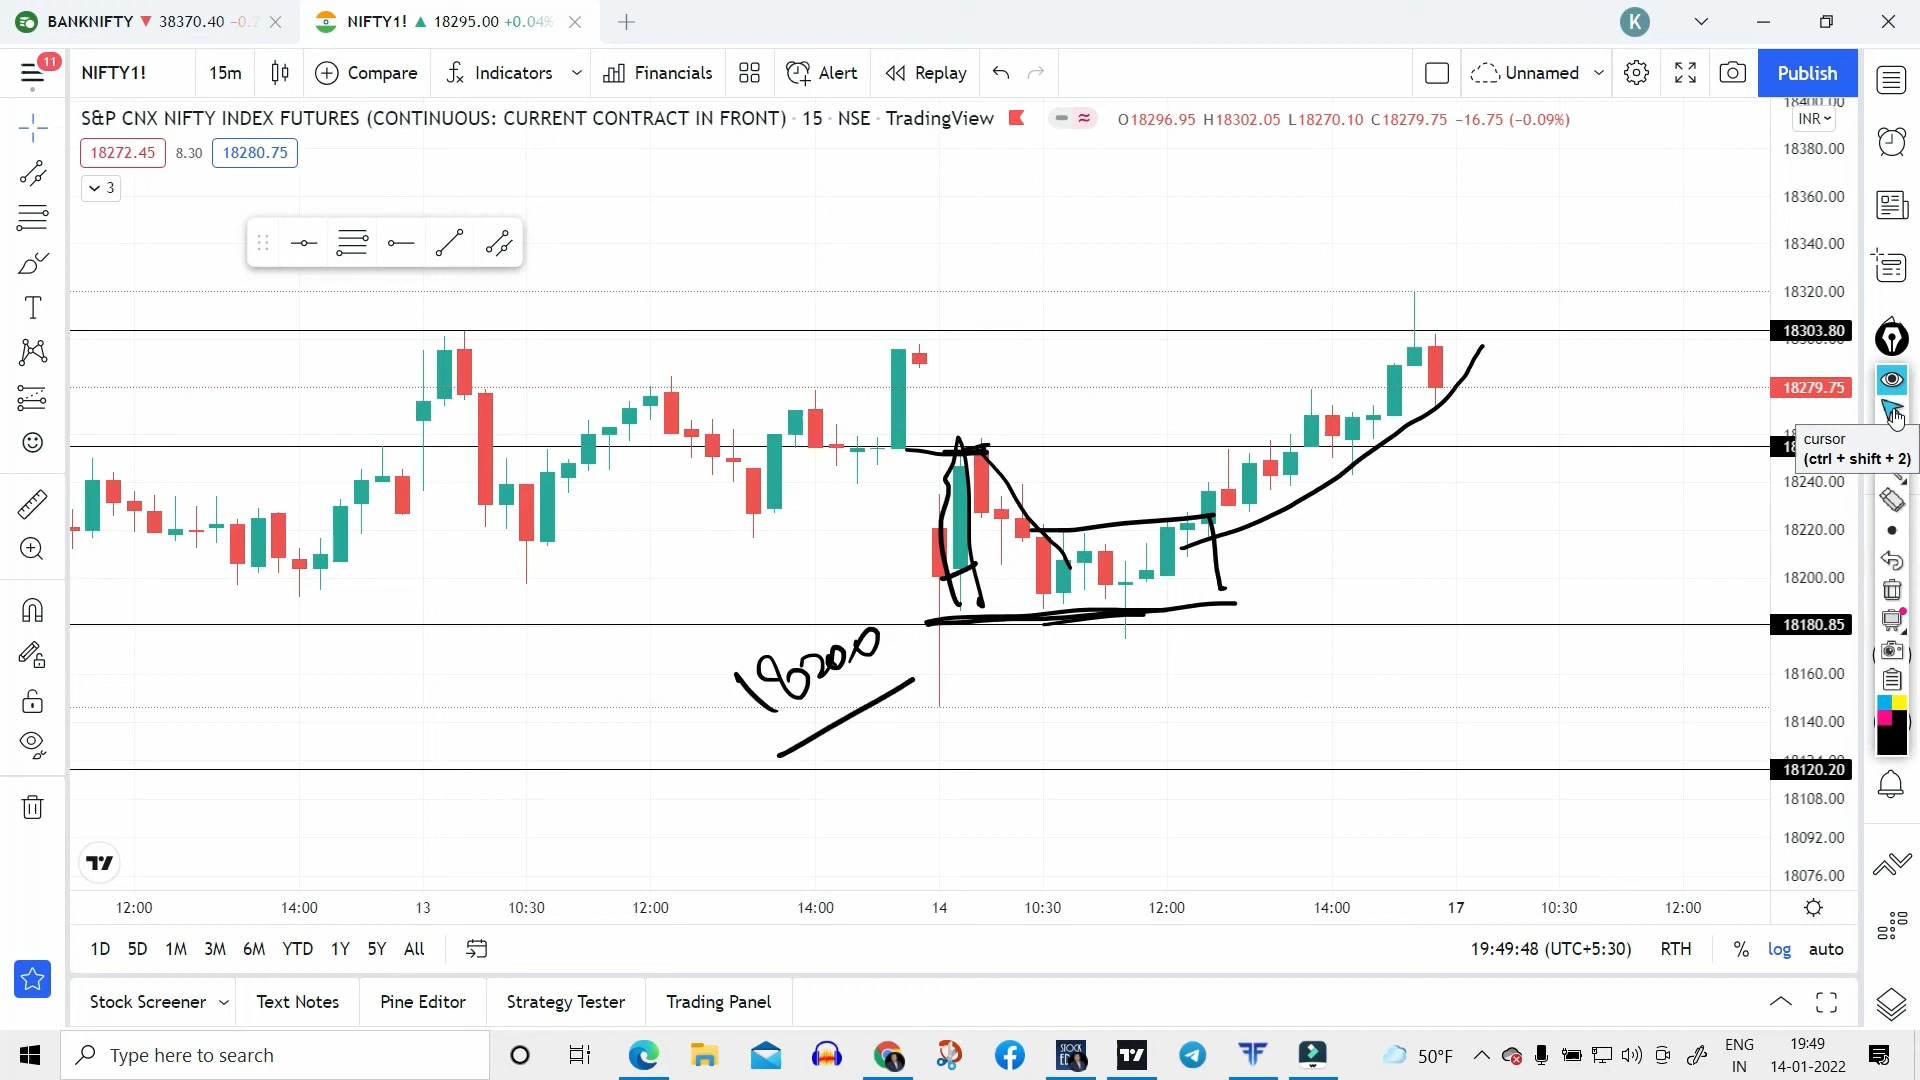 BANKNIFTY ▼ 38370.40 −0.2
NIFTY1! ▲ 18295.00 +0.04%
K
11
NIFTY1!
15m
Compare
Indicators
Financials
Alert
Replay
Unnamed
Publish
S&P CNX NIFTY INDEX FUTURES (CONTINUOUS: CURRENT CONTRACT IN FRONT) · 15 · NSE · TradingView
O18296.95 H18302.05 L18270.10 C18279.75 −16.75 (−0.09%)
18272.45
8.30
18280.75
3
18400.00
INR
18380.00
18360.00
18340.00
18320.00
18303.80
18279.75
cursor
(ctrl + shift + 2)
18240.00
18220.00
18200.00
18180.85
18160.00
18140.00
18120.20
18108.00
18092.00
18076.00
18200
12:00
14:00
13
10:30
12:00
14:00
14
10:30
12:00
14:00
17
10:30
12:00
1D
5D
1M
3M
6M
YTD
1Y
5Y
All
19:49:48 (UTC+5:30)
RTH
%
log
auto
Stock Screener
Text Notes
Pine Editor
Strategy Tester
Trading Panel
Type here to search
50°F
ENG
IN
19:49
14-01-2022